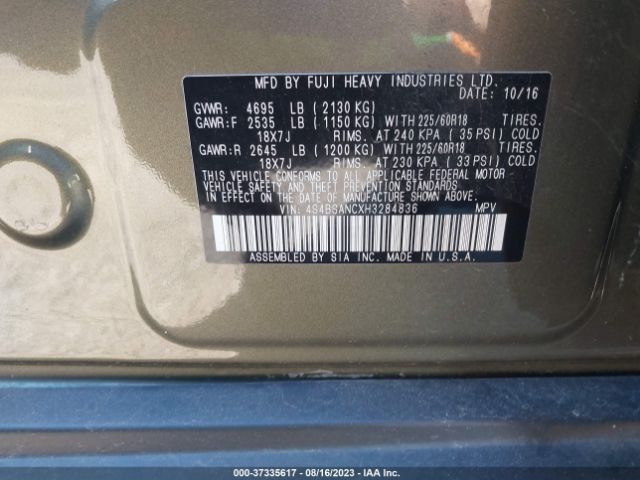 MFD BY FUJI HEAVY INDUSTRIES LTD.
DATE: 10/16
GVWR: 4695 LB ( 2130 KG)
GAWR:F 2535 LB ( 1150 KG) WITH 225/60R18 TIRES.
18X7J RIMS. AT 240 KPA ( 35 PSI) COLD
GAWR:R 2645 LB ( 1200 KG) WITH 225/60R18 TIRES.
18X7J RIMS. AT 230 KPA ( 33 PSI) COLD
THIS VEHICLE CONFORMS TO ALL APPLICABLE FEDERAL MOTOR
VEHICLE SAFETY AND THEFT PREVENTION STANDARDS
IN EFFECT ON THE DATE OF MANUFACTURE SHOWN ABOVE.
VIN: 4S4BSANCXH3284836 MPV
ASSEMBLED BY SIA INC. MADE IN U.S.A.
000-37335617 - 08/16/2023 - IAA Inc.